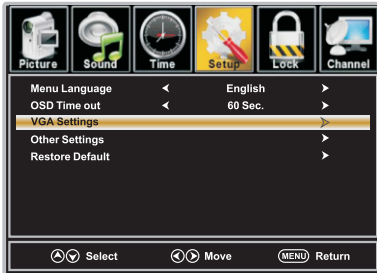 Picture Sound Time Setup Lock Channel
Menu Language English
OSD Time out 60 Sec.
VGA Settings
Other Settings
Restore Default
Select Move MENU Return